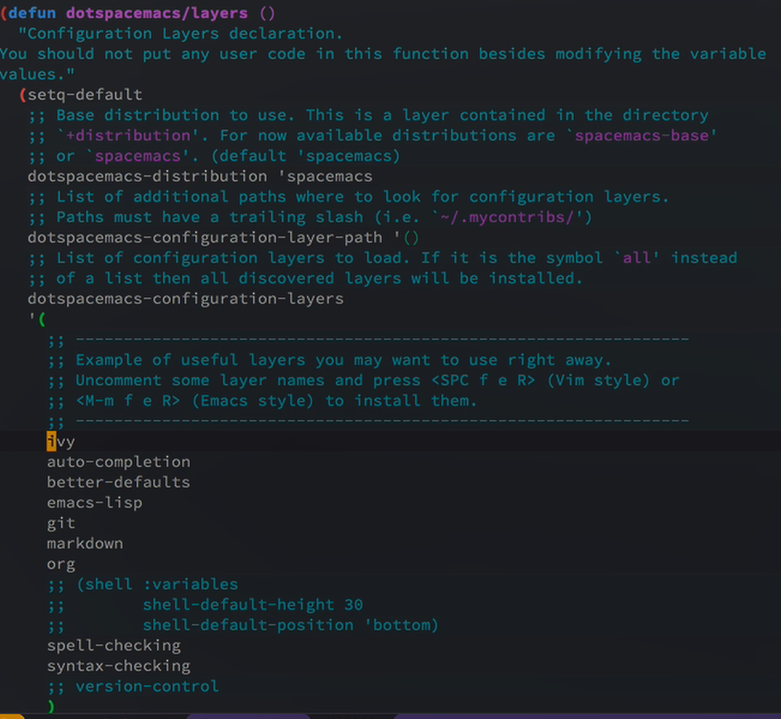 (defun dotspacemacs/layers ()
  "Configuration Layers declaration.
You should not put any user code in this function besides modifying the variable
values."
  (setq-default
   ;; Base distribution to use. This is a layer contained in the directory
   ;; `+distribution'. For now available distributions are `spacemacs-base'
   ;; or `spacemacs'. (default 'spacemacs)
   dotspacemacs-distribution 'spacemacs
   ;; List of additional paths where to look for configuration layers.
   ;; Paths must have a trailing slash (i.e. `~/.mycontribs/')
   dotspacemacs-configuration-layer-path '()
   ;; List of configuration layers to load. If it is the symbol `all' instead
   ;; of a list then all discovered layers will be installed.
   dotspacemacs-configuration-layers
   '(
     ;; ----------------------------------------------------------------
     ;; Example of useful layers you may want to use right away.
     ;; Uncomment some layer names and press <SPC f e R> (Vim style) or
     ;; <M-m f e R> (Emacs style) to install them.
     ;; ----------------------------------------------------------------
     ivy
     auto-completion
     better-defaults
     emacs-lisp
     git
     markdown
     org
     ;; (shell :variables
     ;;        shell-default-height 30
     ;;        shell-default-position 'bottom)
     spell-checking
     syntax-checking
     ;; version-control
     )